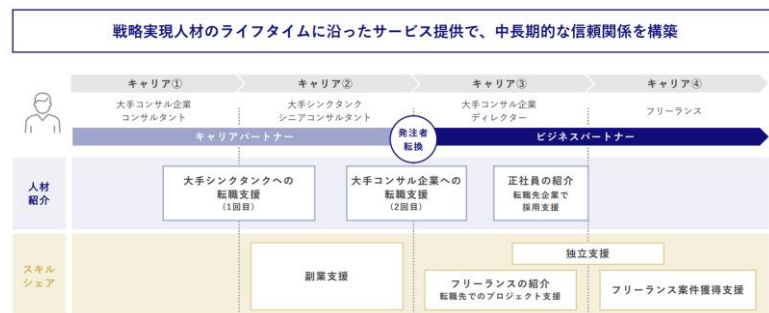 戦略実現人材のライフタイムに沿ったサービス提供で、中長期的な信頼関係を構築
キャリア①
キャリア②
キャリア③
キャリア④
大手コンサル企業
コンサルタント
大手シンクタンク
シニアコンサルタント
大手コンサル企業
ディレクター
フリーランス
キャリアパートナー
発注者
転換
ビジネスパートナー
人材
紹介
大手シンクタンクへの
転職支援
(1回目)
大手コンサル企業への
転職支援
(2回目)
正社員の紹介
転職先企業で
採用支援
スキル
シェア
副業支援
独立支援
フリーランスの紹介
転職先でのプロジェクト支援
フリーランス案件獲得支援